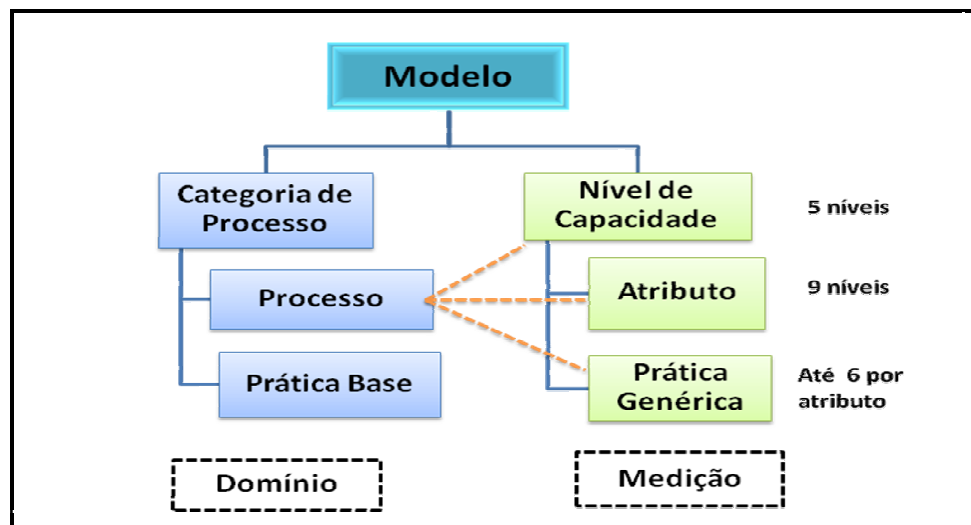 Modelo
Categoria de
Processo
Nível de
Capacidade
5 níveis
Processo
Atributo
9 níveis
Prática Base
Prática
Genérica
Até 6 por
atributo
Domínio
Medição